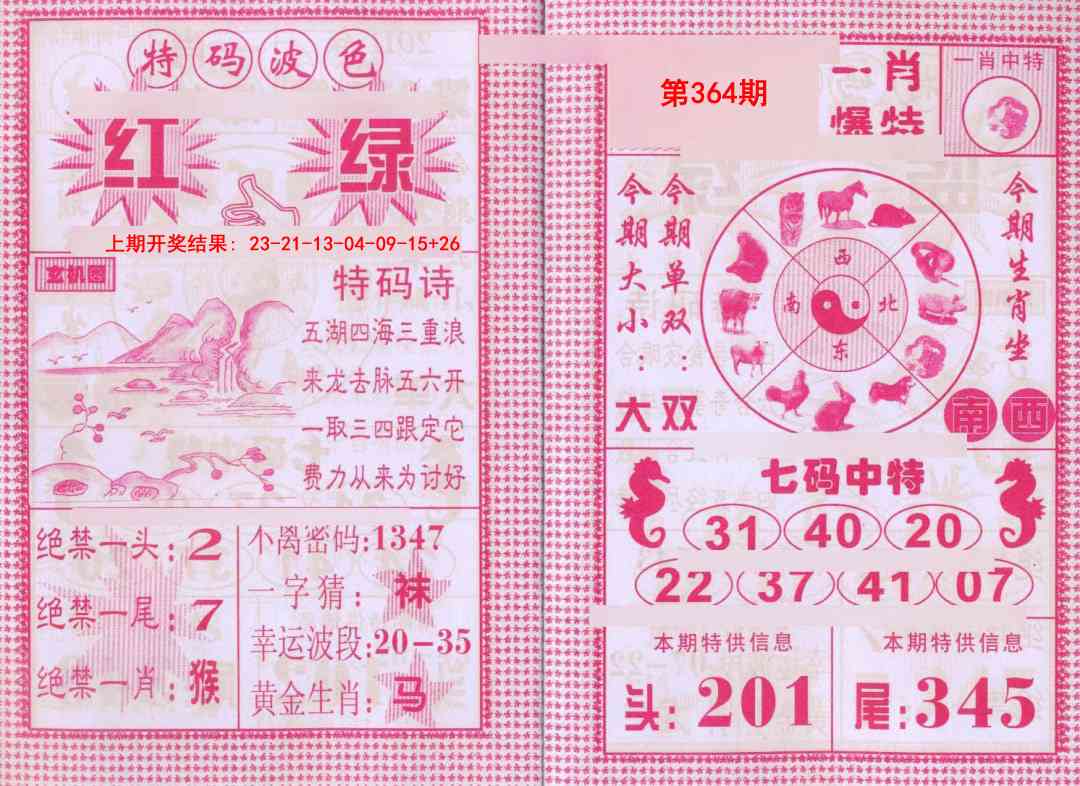 特码波色
红 绿
上期开奖结果: 23-21-13-04-09-15+26
玄机图
特码诗
五湖四海三重浪
来龙去脉五六开
一取三四跟定它
费力从来为讨好
绝禁一头:2
绝禁一尾:7
绝禁一肖:猴
不离密码:1347
一字猜:袜
幸运波段:20-35
黄金生肖:马
第364期
一肖
爆特
一肖中特
今期大小:大
今期单双:双
西
南 北
东
今期生肖坐
南西
七码中特
31 40 20
22 37 41 07
本期特供信息
头:201
本期特供信息
尾:345